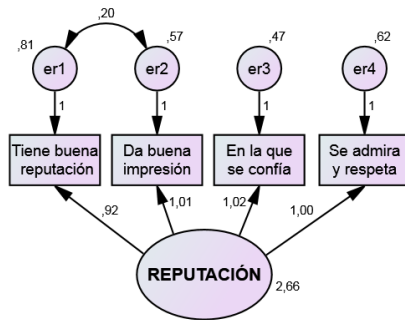 ,20
,81
,57
,47
,62
er1
er2
er3
er4
1
1
1
1
Tiene buena
reputación
Da buena
impresión
En la que
se confía
Se admira
y respeta
,92
1,01
1,02
1,00
REPUTACIÓN
2,66